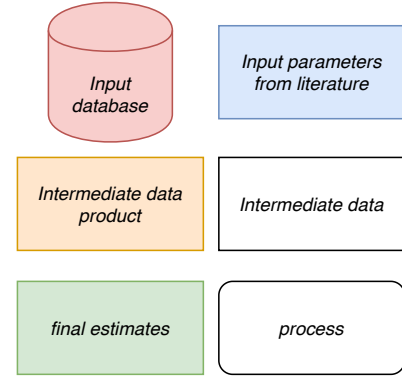 Input
database
Input parameters
from literature
Intermediate data
product
Intermediate data
final estimates
process